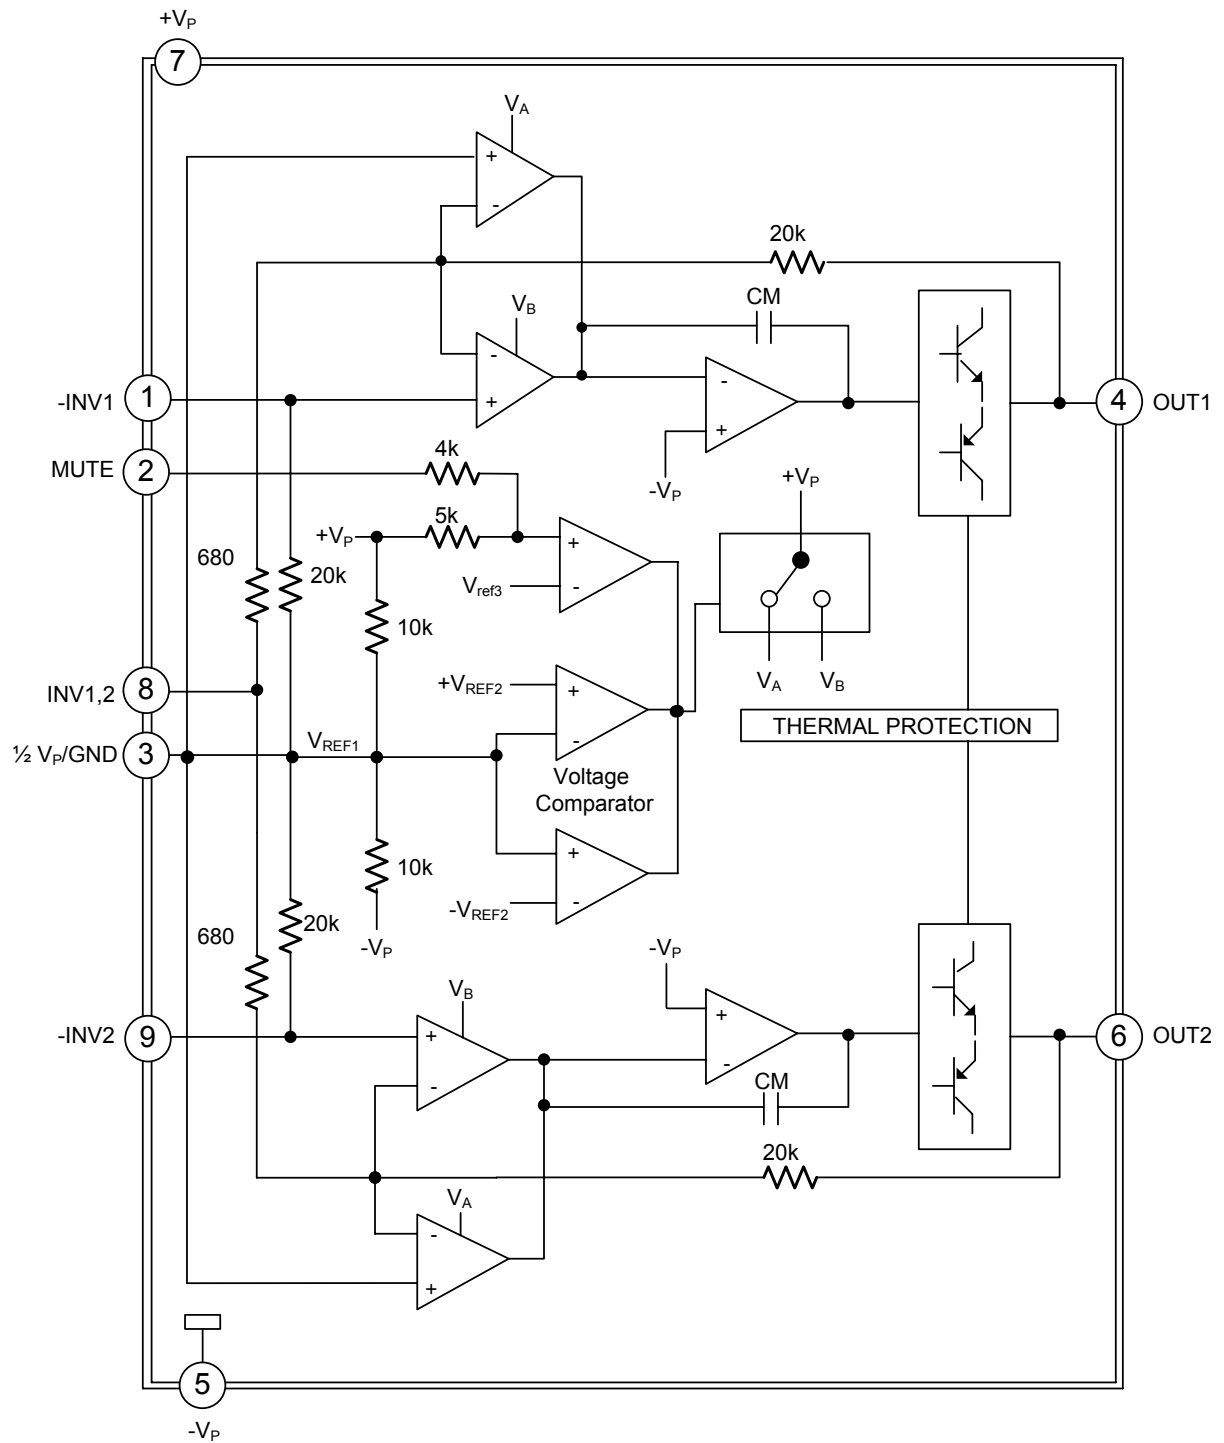 +VP
7
VA
+
-
20k
CM
VB
-
+
-
+
-INV1
1
4
OUT1
MUTE
2
4k
-VP
+VP
+VP
5k
+
-
Vref3
680
20k
10k
VA
VB
+VREF2
+
-
INV1,2
8
THERMAL PROTECTION
½ VP/GND
3
VREF1
Voltage
Comparator
+
-
-VREF2
10k
-VP
680
20k
-VP
VB
+
-
+
-
-INV2
9
6
OUT2
CM
20k
VA
-
+
5
-VP